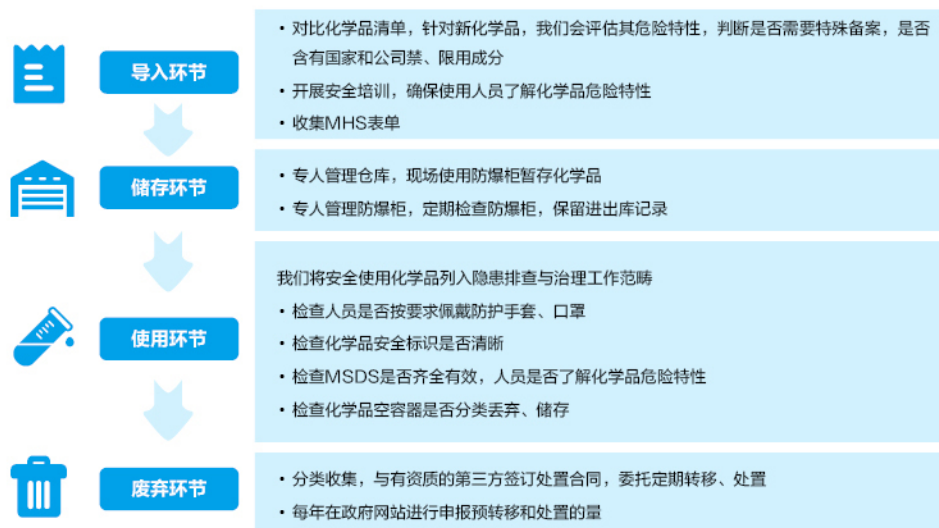 导入环节
• 对比化学品清单，针对新化学品，我们会评估其危险特性，判断是否需要特殊备案，是否
含有国家和公司禁、限用成分
• 开展安全培训，确保使用人员了解化学品危险特性
• 收集MHS表单
储存环节
• 专人管理仓库，现场使用防爆柜暂存化学品
• 专人管理防爆柜，定期检查防爆柜，保留进出库记录
使用环节
我们将安全使用化学品列入隐患排查与治理工作范畴
• 检查人员是否按要求佩戴防护手套、口罩
• 检查化学品安全标识是否清晰
• 检查MSDS是否齐全有效，人员是否了解化学品危险特性
• 检查化学品空容器是否分类丢弃、储存
废弃环节
• 分类收集，与有资质的第三方签订处置合同，委托定期转移、处置
• 每年在政府网站进行申报预转移和处置的量